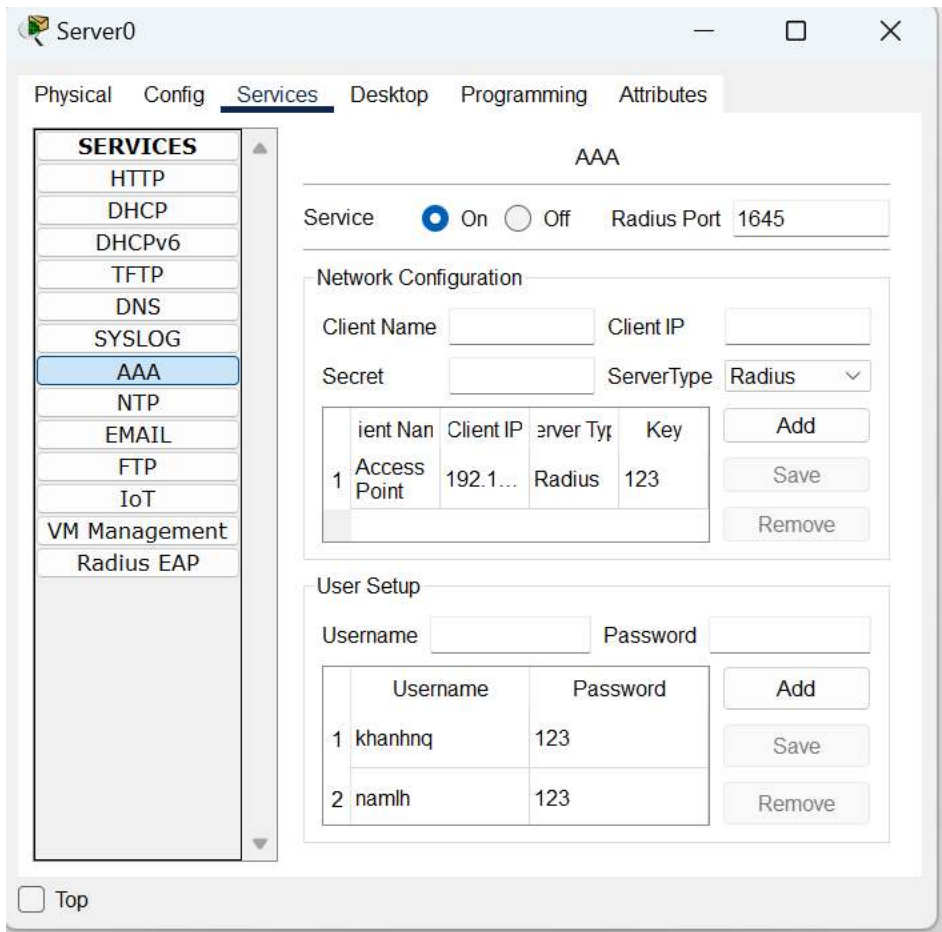 Server0
Physical Config Services Desktop Programming Attributes
SERVICES
HTTP
DHCP
DHCPv6
TFTP
DNS
SYSLOG
AAA
NTP
EMAIL
FTP
IoT
VM Management
Radius EAP
AAA
Service On Off Radius Port 1645
Network Configuration
Client Name Client IP
Secret ServerType Radius
ient Nan Client IP erver Typ Key
1 Access Point 192.1... Radius 123
Add
Save
Remove
User Setup
Username Password
Username Password
1 khanhnq 123
2 namlh 123
Add
Save
Remove
Top